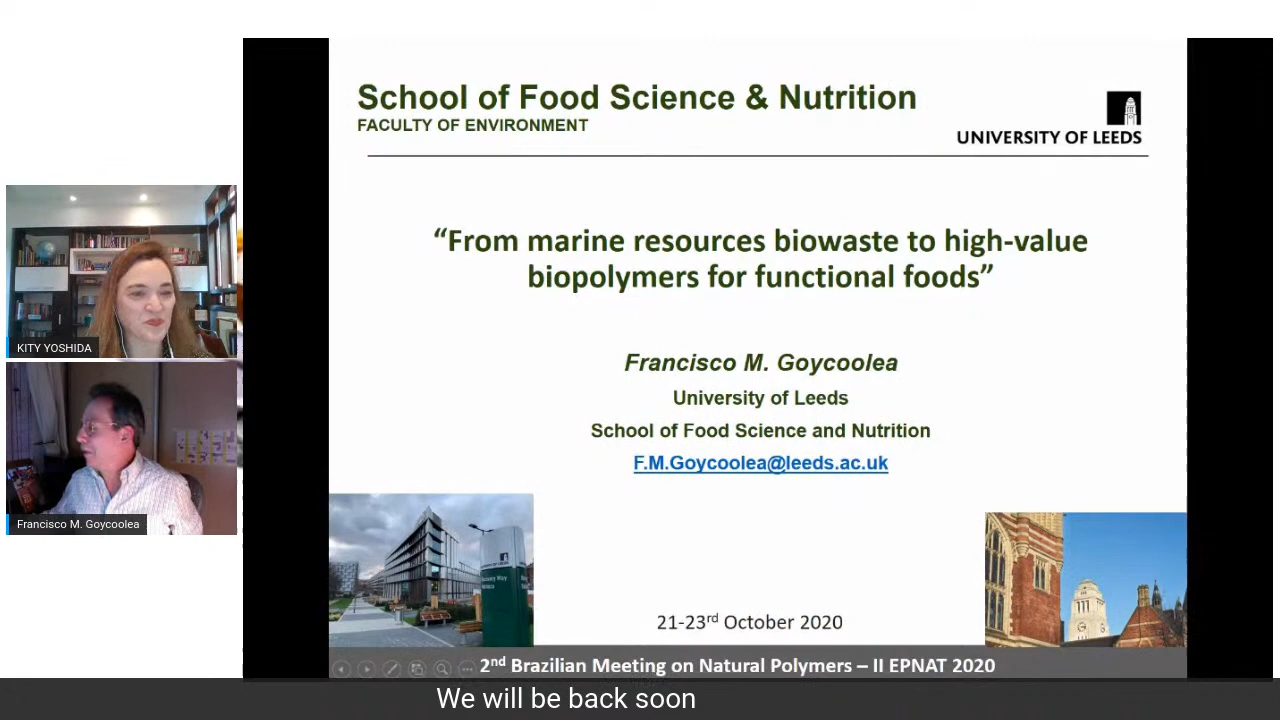 School of Food Science & Nutrition
FACULTY OF ENVIRONMENT
UNIVERSITY OF LEEDS
“From marine resources biowaste to high-value
biopolymers for functional foods”
Francisco M. Goycoolea
University of Leeds
School of Food Science and Nutrition
F.M.Goycoolea@leeds.ac.uk
KITY YOSHIDA
Francisco M. Goycoolea
21-23rd October 2020
2nd Brazilian Meeting on Natural Polymers – II EPNAT 2020
We will be back soon